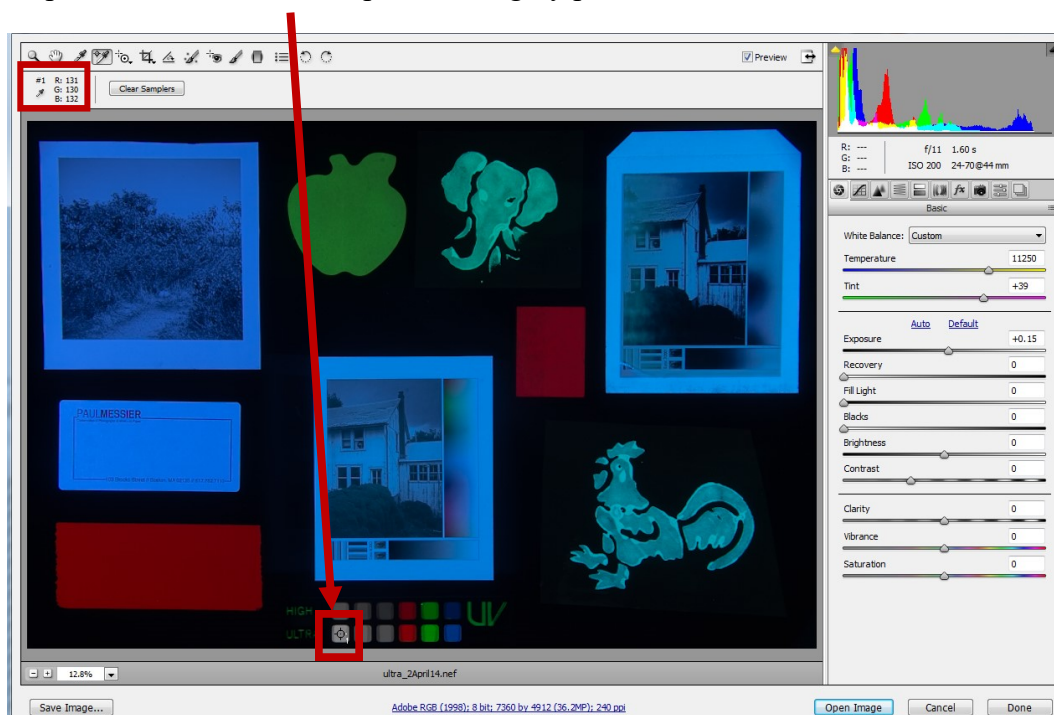 Preview
#1 R: 131
G: 130
B: 132
Clear Samplers
R: ---
G: ---
B: ---
f/11 1.60 s
ISO 200 24-70@44 mm
fx
Basic
White Balance: Custom
Temperature 11250
Tint +39
Auto Default
Exposure +0.15
Recovery 0
Fill Light 0
Blacks 0
Brightness 0
Contrast 0
Clarity 0
Vibrance 0
Saturation 0
PAULMESSIER
HIGH UV
ULTRA
1
12.8% ultra_2April14.nef
Save Image... Adobe RGB (1998); 8 bit; 7360 by 4912 (36.2MP); 240 ppi Open Image Cancel Done